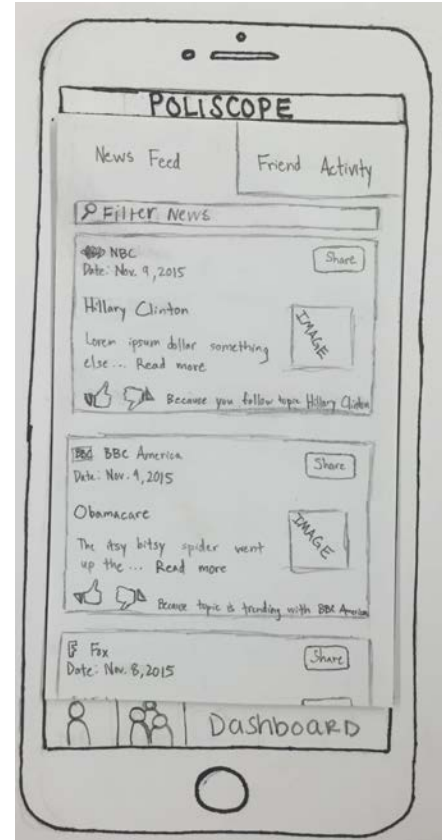 POLISCOPE
News Feed
Friend Activity
Filter News
NBC
Share
Date: Nov. 9, 2015
Hillary Clinton
IMAGE
Lorem ipsum dollar something
else... Read more
Because you follow topic Hillary Clinton
BBC BBC America
Share
Date: Nov. 9, 2015
Obamacare
IMAGE
The itsy bitsy spider went
up the ... Read more
Because topic is trending with BBC America
F Fox
Share
Date: Nov. 8, 2015
Dashboard